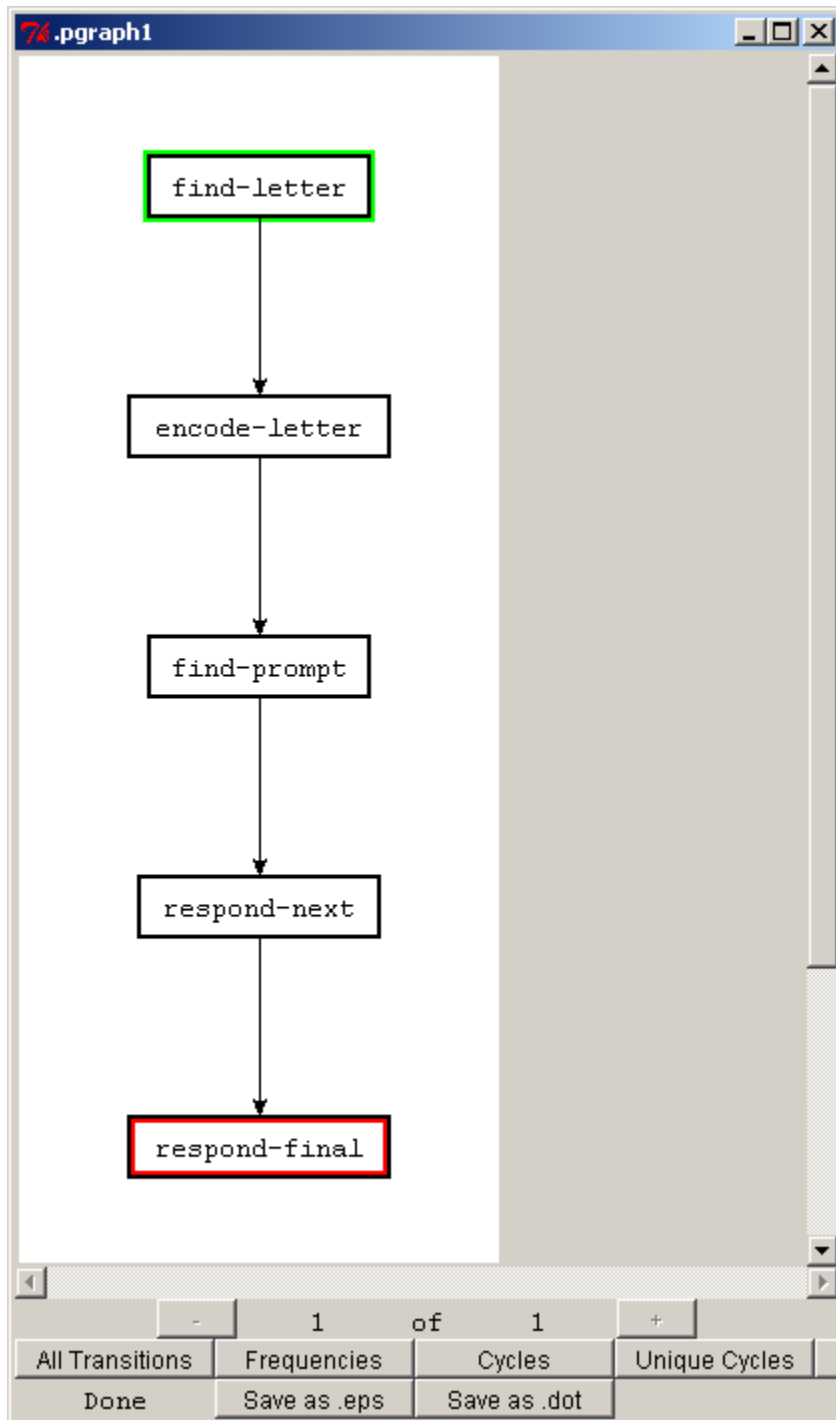 .pgraph1
find-letter
encode-letter
find-prompt
respond-next
respond-final
- 1 of 1 +
All Transitions Frequencies Cycles Unique Cycles
Done Save as .eps Save as .dot